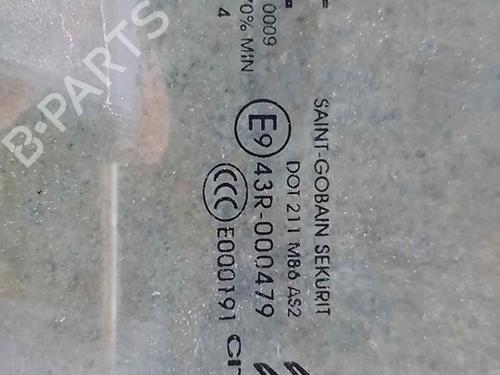 B-PARTS
0009
70% MIN
4
SAINT-GOBAIN SEKURIT
DOT 211 M86 AS2
E9 43R-000479
CCC E000191